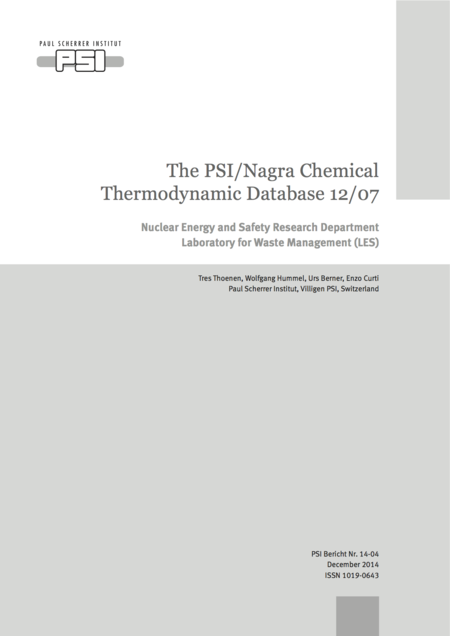 PAUL SCHERRER INSTITUT
PSI
The PSI/Nagra Chemical
Thermodynamic Database 12/07
Nuclear Energy and Safety Research Department
Laboratory for Waste Management (LES)
Tres Thoenen, Wolfgang Hummel, Urs Berner, Enzo Curti
Paul Scherrer Institut, Villigen PSI, Switzerland
PSI Bericht Nr. 14-04
December 2014
ISSN 1019-0643